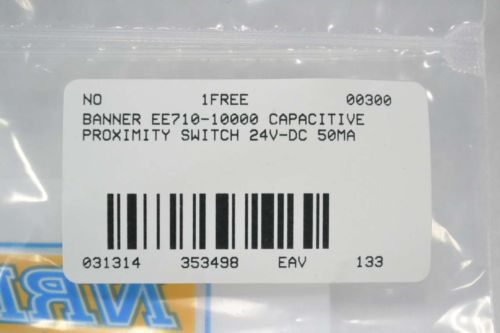 NO 1FREE 00300
BANNER EE710-10000 CAPACITIVE
PROXIMITY SWITCH 24V-DC 50MA
031314 353498 EAV 133